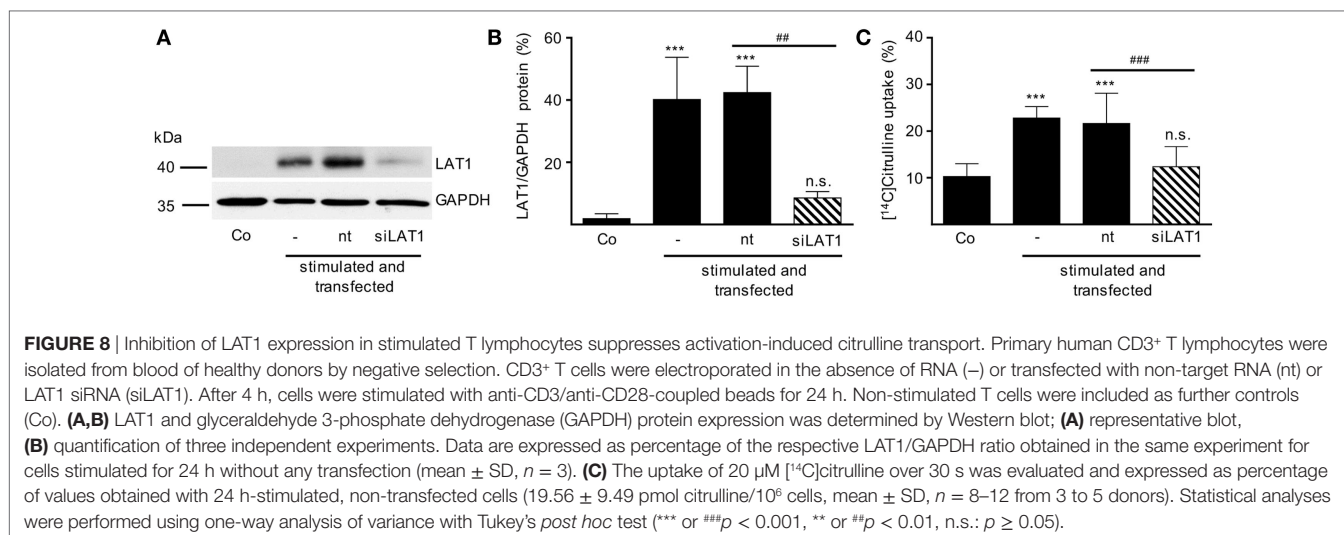 A
kDa
40
35
LAT1
GAPDH
Co
-
nt
siLAT1
stimulated and
transfected
B
LAT1/GAPDH protein (%)
60
40
20
***
***
##
n.s.
Co
-
nt
siLAT1
stimulated and
transfected
C
[¹⁴C]Citrulline uptake (%)
40
30
20
10
***
***
###
n.s.
Co
-
nt
siLAT1
stimulated and
transfected
FIGURE 8 | Inhibition of LAT1 expression in stimulated T lymphocytes suppresses activation-induced citrulline transport. Primary human CD3⁺ T lymphocytes were
isolated from blood of healthy donors by negative selection. CD3⁺ T cells were electroporated in the absence of RNA (−) or transfected with non-target RNA (nt) or
LAT1 siRNA (siLAT1). After 4 h, cells were stimulated with anti-CD3/anti-CD28-coupled beads for 24 h. Non-stimulated T cells were included as further controls
(Co). (A,B) LAT1 and glyceraldehyde 3-phosphate dehydrogenase (GAPDH) protein expression was determined by Western blot; (A) representative blot,
(B) quantification of three independent experiments. Data are expressed as percentage of the respective LAT1/GAPDH ratio obtained in the same experiment for
cells stimulated for 24 h without any transfection (mean ± SD, n = 3). (C) The uptake of 20 µM [¹⁴C]citrulline over 30 s was evaluated and expressed as percentage
of values obtained with 24 h-stimulated, non-transfected cells (19.56 ± 9.49 pmol citrulline/10⁶ cells, mean ± SD, n = 8–12 from 3 to 5 donors). Statistical analyses
were performed using one-way analysis of variance with Tukey's post hoc test (*** or ###p < 0.001, ** or ##p < 0.01, n.s.: p ≥ 0.05).